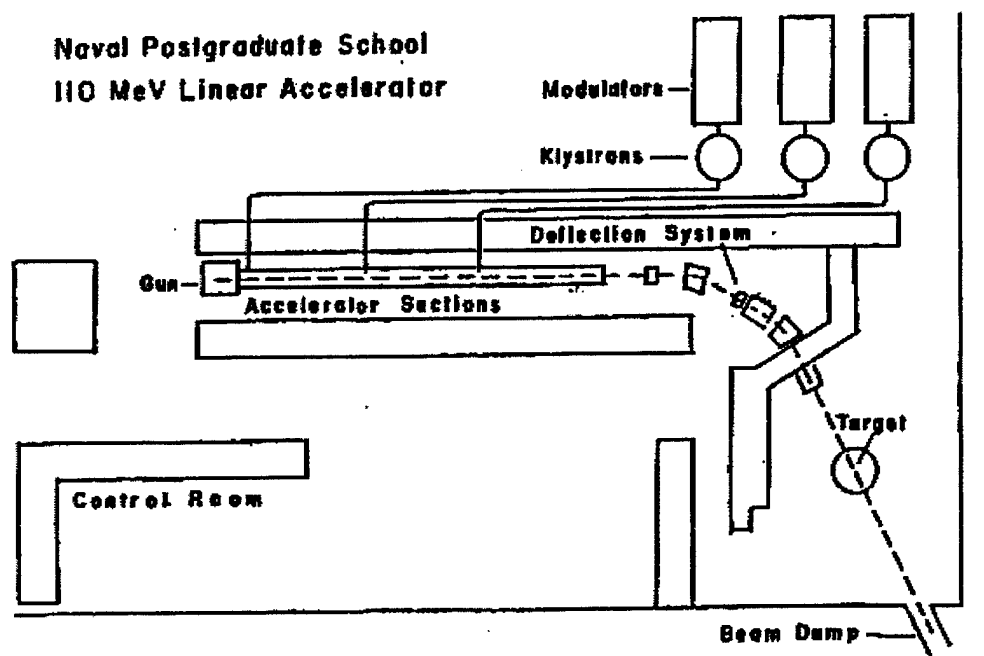 Naval Postgraduate School
110 MeV Linear Accelerator
Modulators
Klystrons
Deflection System
Gun
Accelerator Sections
Target
Control Room
Beam Dump